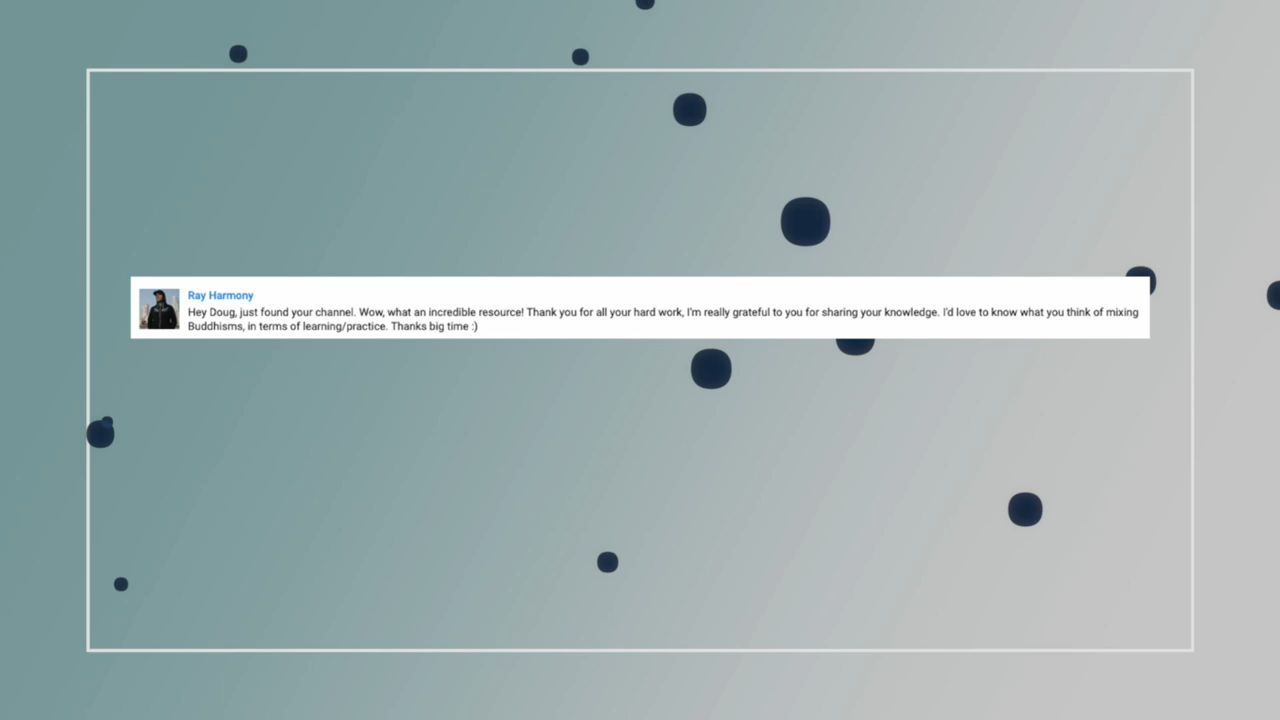 Ray Harmony
Hey Doug, just found your channel. Wow, what an incredible resource! Thank you for all your hard work, I'm really grateful to you for sharing your knowledge. I'd love to know what you think of mixing
Buddhisms, in terms of learning/practice. Thanks big time :)